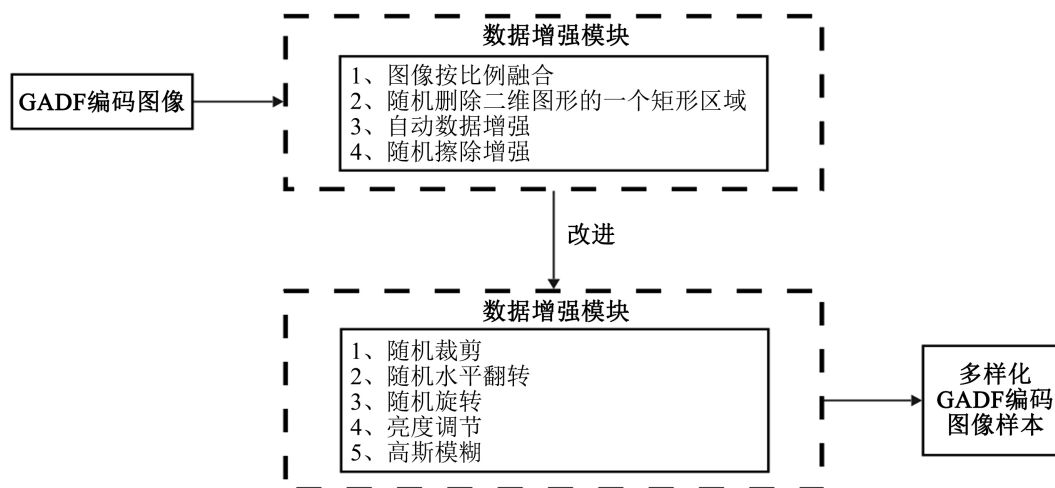 数据增强模块
GADF编码图像
1、图像按比例融合
2、随机删除二维图形的一个矩形区域
3、自动数据增强
4、随机擦除增强
改进
数据增强模块
1、随机裁剪
2、随机水平翻转
3、随机旋转
4、亮度调节
5、高斯模糊
多样化
GADF编码
图像样本